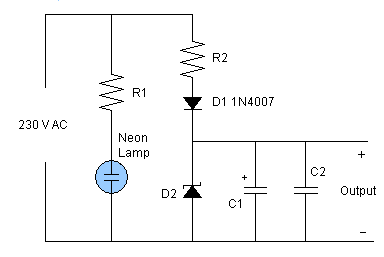 R2
R1
D1 1N4007
230 V AC
Neon
Lamp
+
+
C2
D2
C1
Output
−